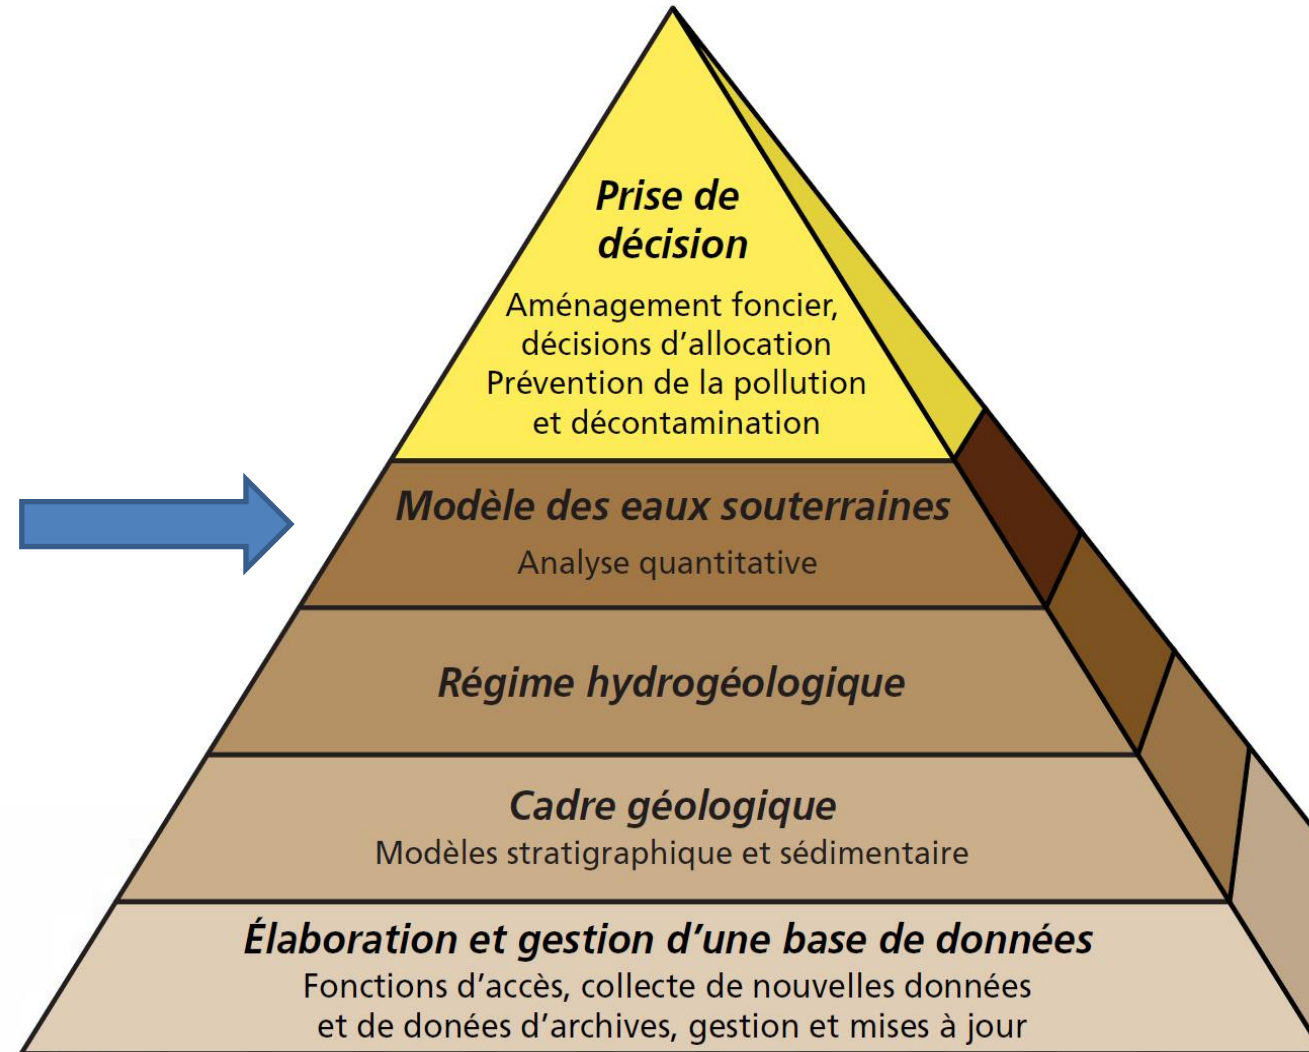 Prise de
décision
Aménagement foncier,
décisions d’allocation
Prévention de la pollution
et décontamination
Modèle des eaux souterraines
Analyse quantitative
Régime hydrogéologique
Cadre géologique
Modèles stratigraphique et sédimentaire
Élaboration et gestion d’une base de données
Fonctions d’accès, collecte de nouvelles données
et de donées d’archives, gestion et mises à jour